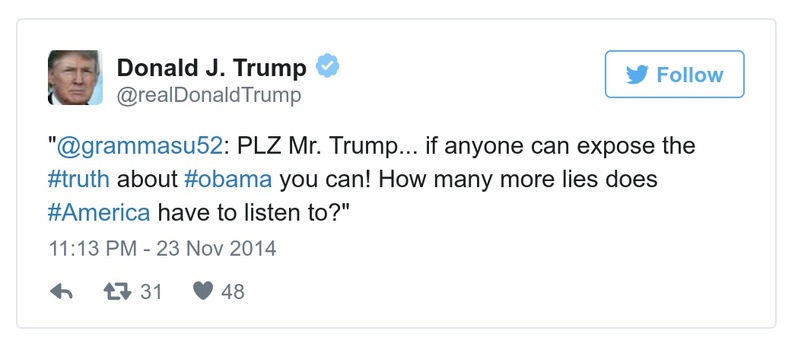 Donald J. Trump
@realDonaldTrump
Follow
"@grammasu52: PLZ Mr. Trump... if anyone can expose the
#truth about #obama you can! How many more lies does
#America have to listen to?"
11:13 PM - 23 Nov 2014
31 48